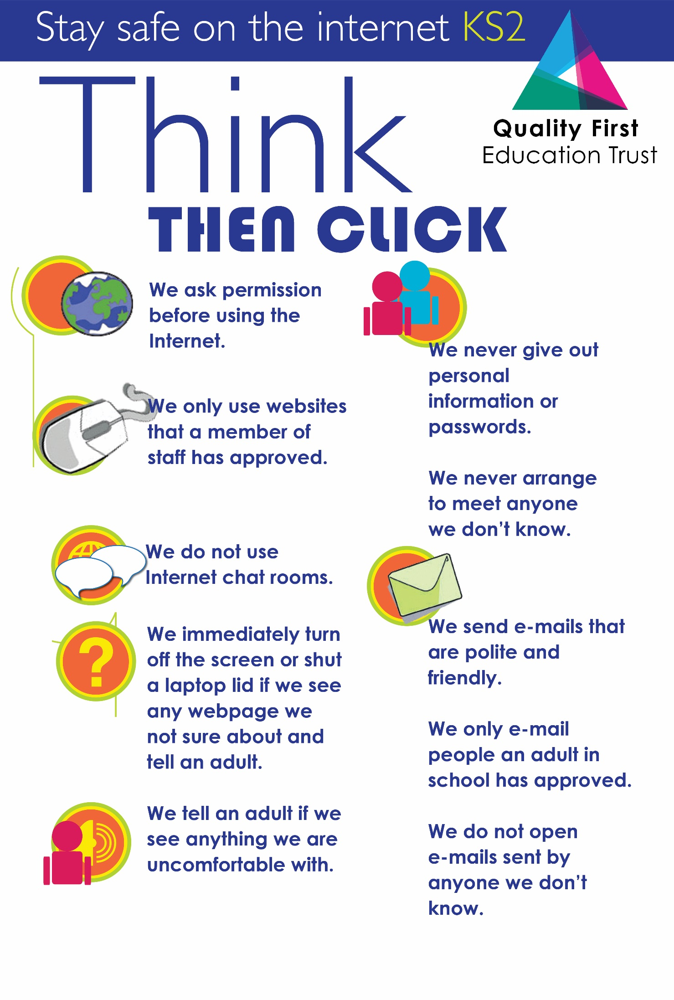 Stay safe on the internet KS2
Quality First
Education Trust
Think
THEN CLICK
We ask permission
before using the
Internet.
We only use websites
that a member of
staff has approved.
We do not use
Internet chat rooms.
?
We immediately turn
off the screen or shut
a laptop lid if we see
any webpage we
not sure about and
tell an adult.
We tell an adult if we
see anything we are
uncomfortable with.
We never give out
personal
information or
passwords.
We never arrange
to meet anyone
we don't know.
We send e-mails that
are polite and
friendly.
We only e-mail
people an adult in
school has approved.
We do not open
e-mails sent by
anyone we don't
know.